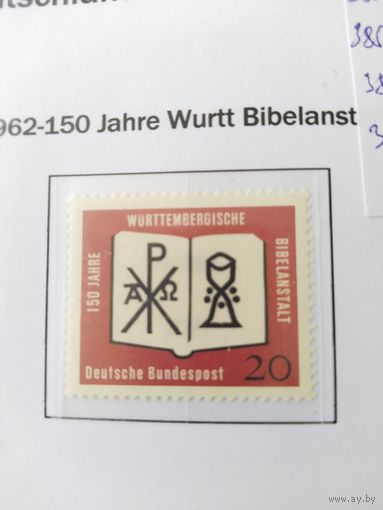 962-150 Jahre Wurtt Bibelanst
150 JAHRE
WÜRTTEMBERGISCHE
BIBELANSTALT
Α Ρ Ω
Deutsche Bundespost
20
www.ay.by